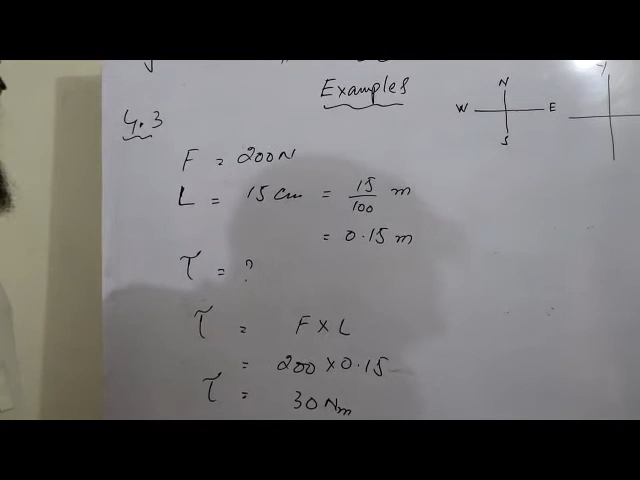 Examples
N
W E
S
Y
4.3
F = 200N
L = 15 cm = 15/100 m
= 0.15 m
τ = ?
τ = F × L
= 200 × 0.15
τ = 30 Nm